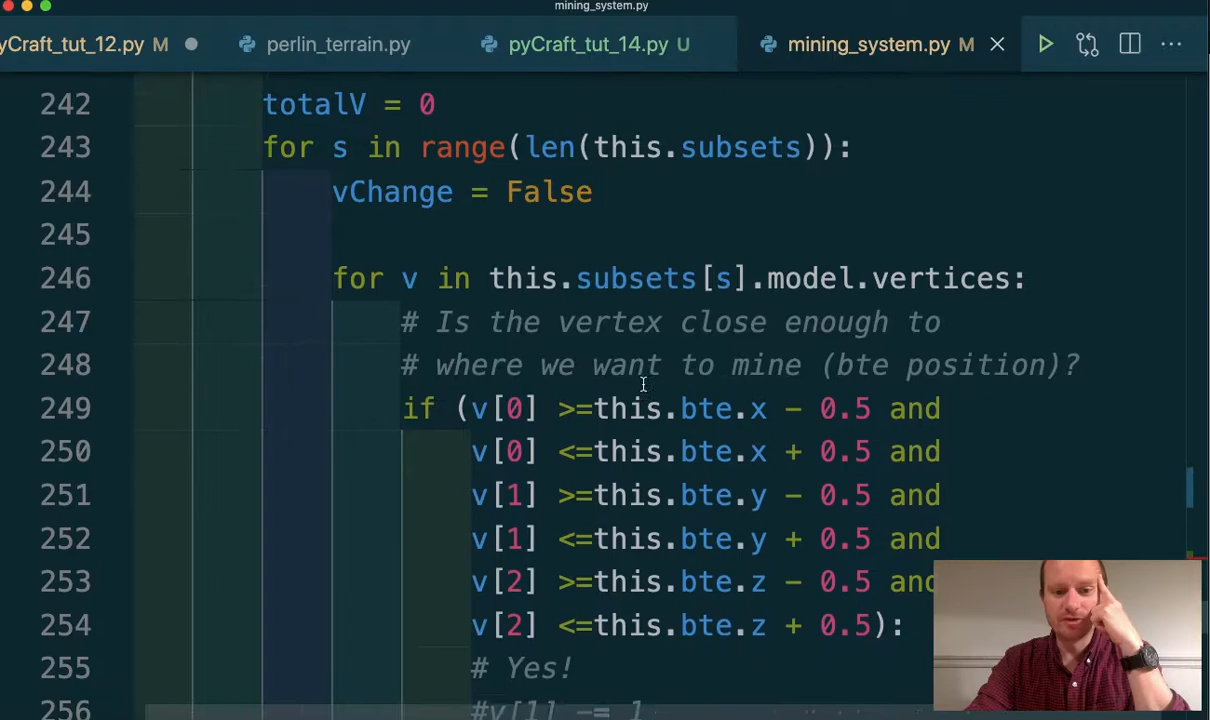 mining_system.py
yCraft_tut_12.py M perlin_terrain.py pyCraft_tut_14.py U mining_system.py M
242 totalV = 0
243 for s in range(len(this.subsets)):
244 vChange = False
245
246 for v in this.subsets[s].model.vertices:
247 # Is the vertex close enough to
248 # where we want to mine (bte position)?
249 if (v[0] >=this.bte.x - 0.5 and
250 v[0] <=this.bte.x + 0.5 and
251 v[1] >=this.bte.y - 0.5 and
252 v[1] <=this.bte.y + 0.5 and
253 v[2] >=this.bte.z - 0.5 and
254 v[2] <=this.bte.z + 0.5):
255 # Yes!
256 #v[1] -= 1